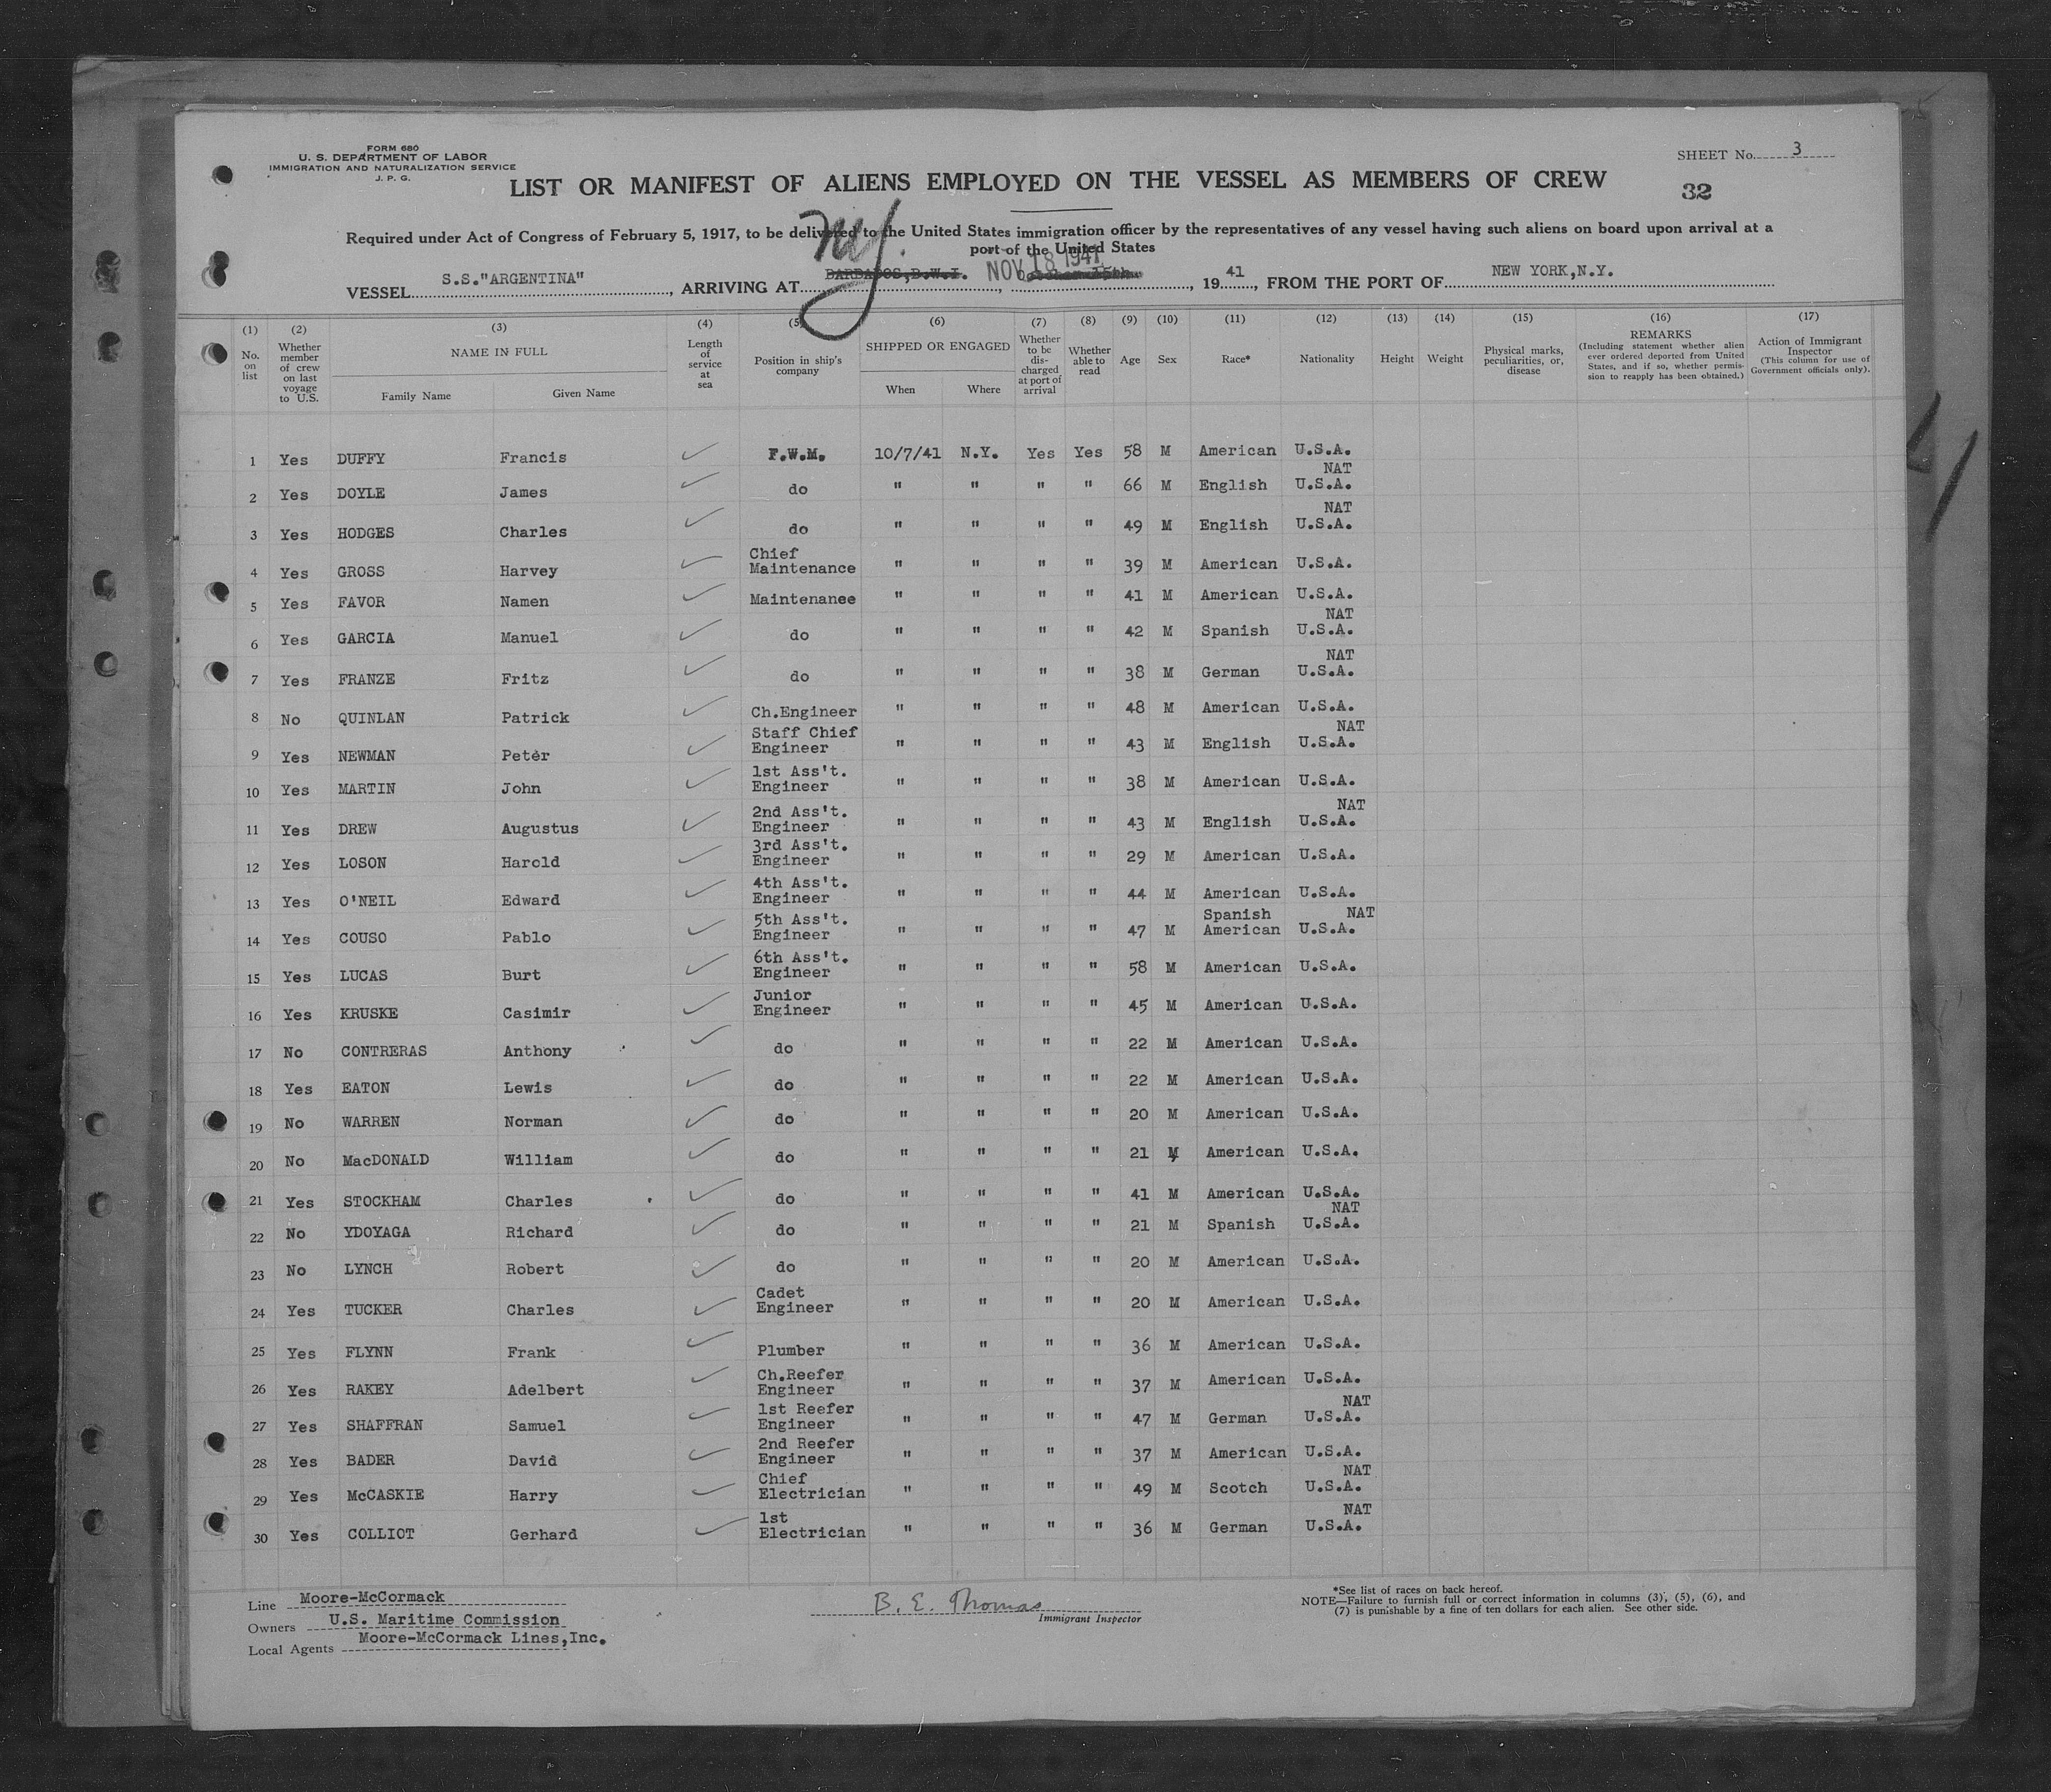 FORM 680
U. S. DEPARTMENT OF LABOR
IMMIGRATION AND NATURALIZATION SERVICE
J. P. G.
SHEET No. 3
32
LIST OR MANIFEST OF ALIENS EMPLOYED ON THE VESSEL AS MEMBERS OF CREW
Required under Act of Congress of February 5, 1917, to be delivered to the United States immigration officer by the representatives of any vessel having such aliens on board upon arrival at a
port of the United States
VESSEL S.S."ARGENTINA", ARRIVING AT BARBADOS,B.W.I. NOV 18 1941, 1941, FROM THE PORT OF NEW YORK,N.Y.
(1) No. on list (2) Whether member of crew on last voyage to U.S. (3) NAME IN FULL Family Name Given Name (4) Length of service at sea (5) Position in ship's company (6) SHIPPED OR ENGAGED When Where (7) Whether to be discharged at port of arrival (8) Whether able to read (9) Age (10) Sex (11) Race* (12) Nationality (13) Height (14) Weight (15) Physical marks, peculiarities, or, disease (16) REMARKS (Including statement whether alien ever ordered deported from United States, and if so, whether permission to reapply has been obtained.) (17) Action of Immigrant Inspector (This column for use of Government officials only).
1 Yes DUFFY Francis F.W.M. 10/7/41 N.Y. Yes Yes 58 M American U.S.A.
2 Yes DOYLE James do " " " " 66 M English NAT U.S.A.
3 Yes HODGES Charles do " " " " 49 M English NAT U.S.A.
4 Yes GROSS Harvey Chief Maintenance " " " " 39 M American U.S.A.
5 Yes FAVOR Namen Maintenance " " " " 41 M American U.S.A.
6 Yes GARCIA Manuel do " " " " 42 M Spanish NAT U.S.A.
7 Yes FRANZE Fritz do " " " " 38 M German NAT U.S.A.
8 No QUINLAN Patrick Ch.Engineer " " " " 48 M American U.S.A.
9 Yes NEWMAN Peter Staff Chief Engineer " " " " 43 M English NAT U.S.A.
10 Yes MARTIN John 1st Ass't. Engineer " " " " 38 M American U.S.A.
11 Yes DREW Augustus 2nd Ass't. Engineer " " " " 43 M English NAT U.S.A.
12 Yes LOSON Harold 3rd Ass't. Engineer " " " " 29 M American U.S.A.
13 Yes O'NEIL Edward 4th Ass't. Engineer " " " " 44 M American U.S.A.
14 Yes COUSO Pablo 5th Ass't. Engineer " " " " 47 M Spanish American NAT U.S.A.
15 Yes LUCAS Burt 6th Ass't. Engineer " " " " 58 M American U.S.A.
16 Yes KRUSKE Casimir Junior Engineer " " " " 45 M American U.S.A.
17 No CONTRERAS Anthony do " " " " 22 M American U.S.A.
18 Yes EATON Lewis do " " " " 22 M American U.S.A.
19 No WARREN Norman do " " " " 20 M American U.S.A.
20 No MacDONALD William do " " " " 21 M American U.S.A.
21 Yes STOCKHAM Charles do " " " " 41 M American U.S.A.
22 No YDOYAGA Richard do " " " " 21 M Spanish NAT U.S.A.
23 No LYNCH Robert do " " " " 20 M American U.S.A.
24 Yes TUCKER Charles Cadet Engineer " " " " 20 M American U.S.A.
25 Yes FLYNN Frank Plumber " " " " 36 M American U.S.A.
26 Yes RAKEY Adelbert Ch.Reefer Engineer " " " " 37 M American U.S.A.
27 Yes SHAFFRAN Samuel 1st Reefer Engineer " " " " 47 M German NAT U.S.A.
28 Yes BADER David 2nd Reefer Engineer " " " " 37 M American U.S.A.
29 Yes McCASKIE Harry Chief Electrician " " " " 49 M Scotch NAT U.S.A.
30 Yes COLLIOT Gerhard 1st Electrician " " " " 36 M German NAT U.S.A.
Line Moore-McCormack
Owners U.S. Maritime Commission
Local Agents Moore-McCormack Lines,Inc.
B. E. Thomas
Immigrant Inspector
*See list of races on back hereof.
NOTE—Failure to furnish full or correct information in columns (3), (5), (6), and
(7) is punishable by a fine of ten dollars for each alien. See other side.